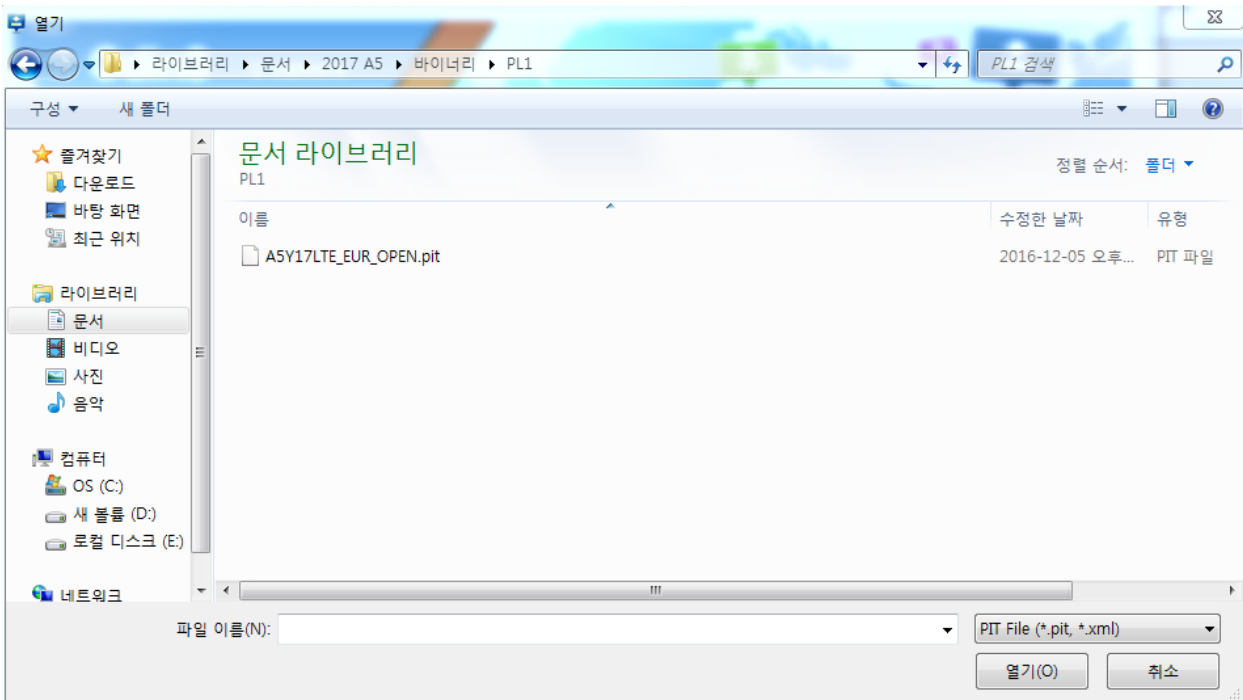 열기
라이브러리 ▸ 문서 ▸ 2017 A5 ▸ 바이너리 ▸ PL1
PL1 검색
구성 ▼ 새 폴더
즐겨찾기
다운로드
바탕 화면
최근 위치
라이브러리
문서
비디오
사진
음악
컴퓨터
OS (C:)
새 볼륨 (D:)
로컬 디스크 (E:)
네트워크
문서 라이브러리
PL1
정렬 순서: 폴더 ▼
이름 수정한 날짜 유형
A5Y17LTE_EUR_OPEN.pit 2016-12-05 오후... PIT 파일
파일 이름(N):
PIT File (*.pit, *.xml)
열기(O) 취소